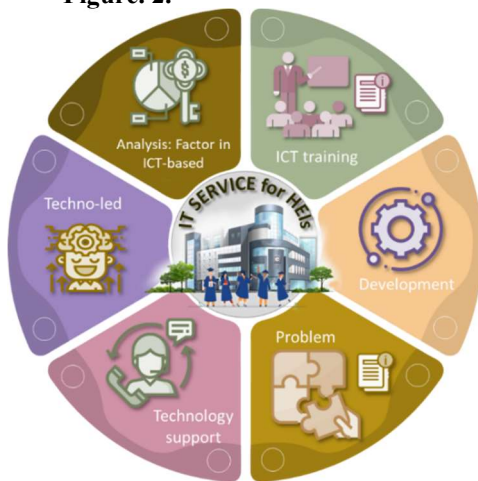 Figure. 2.
Analysis: Factor in
ICT-based
ICT training
Techno-led
IT SERVICE for HEIs
Development
Problem
Technology
support